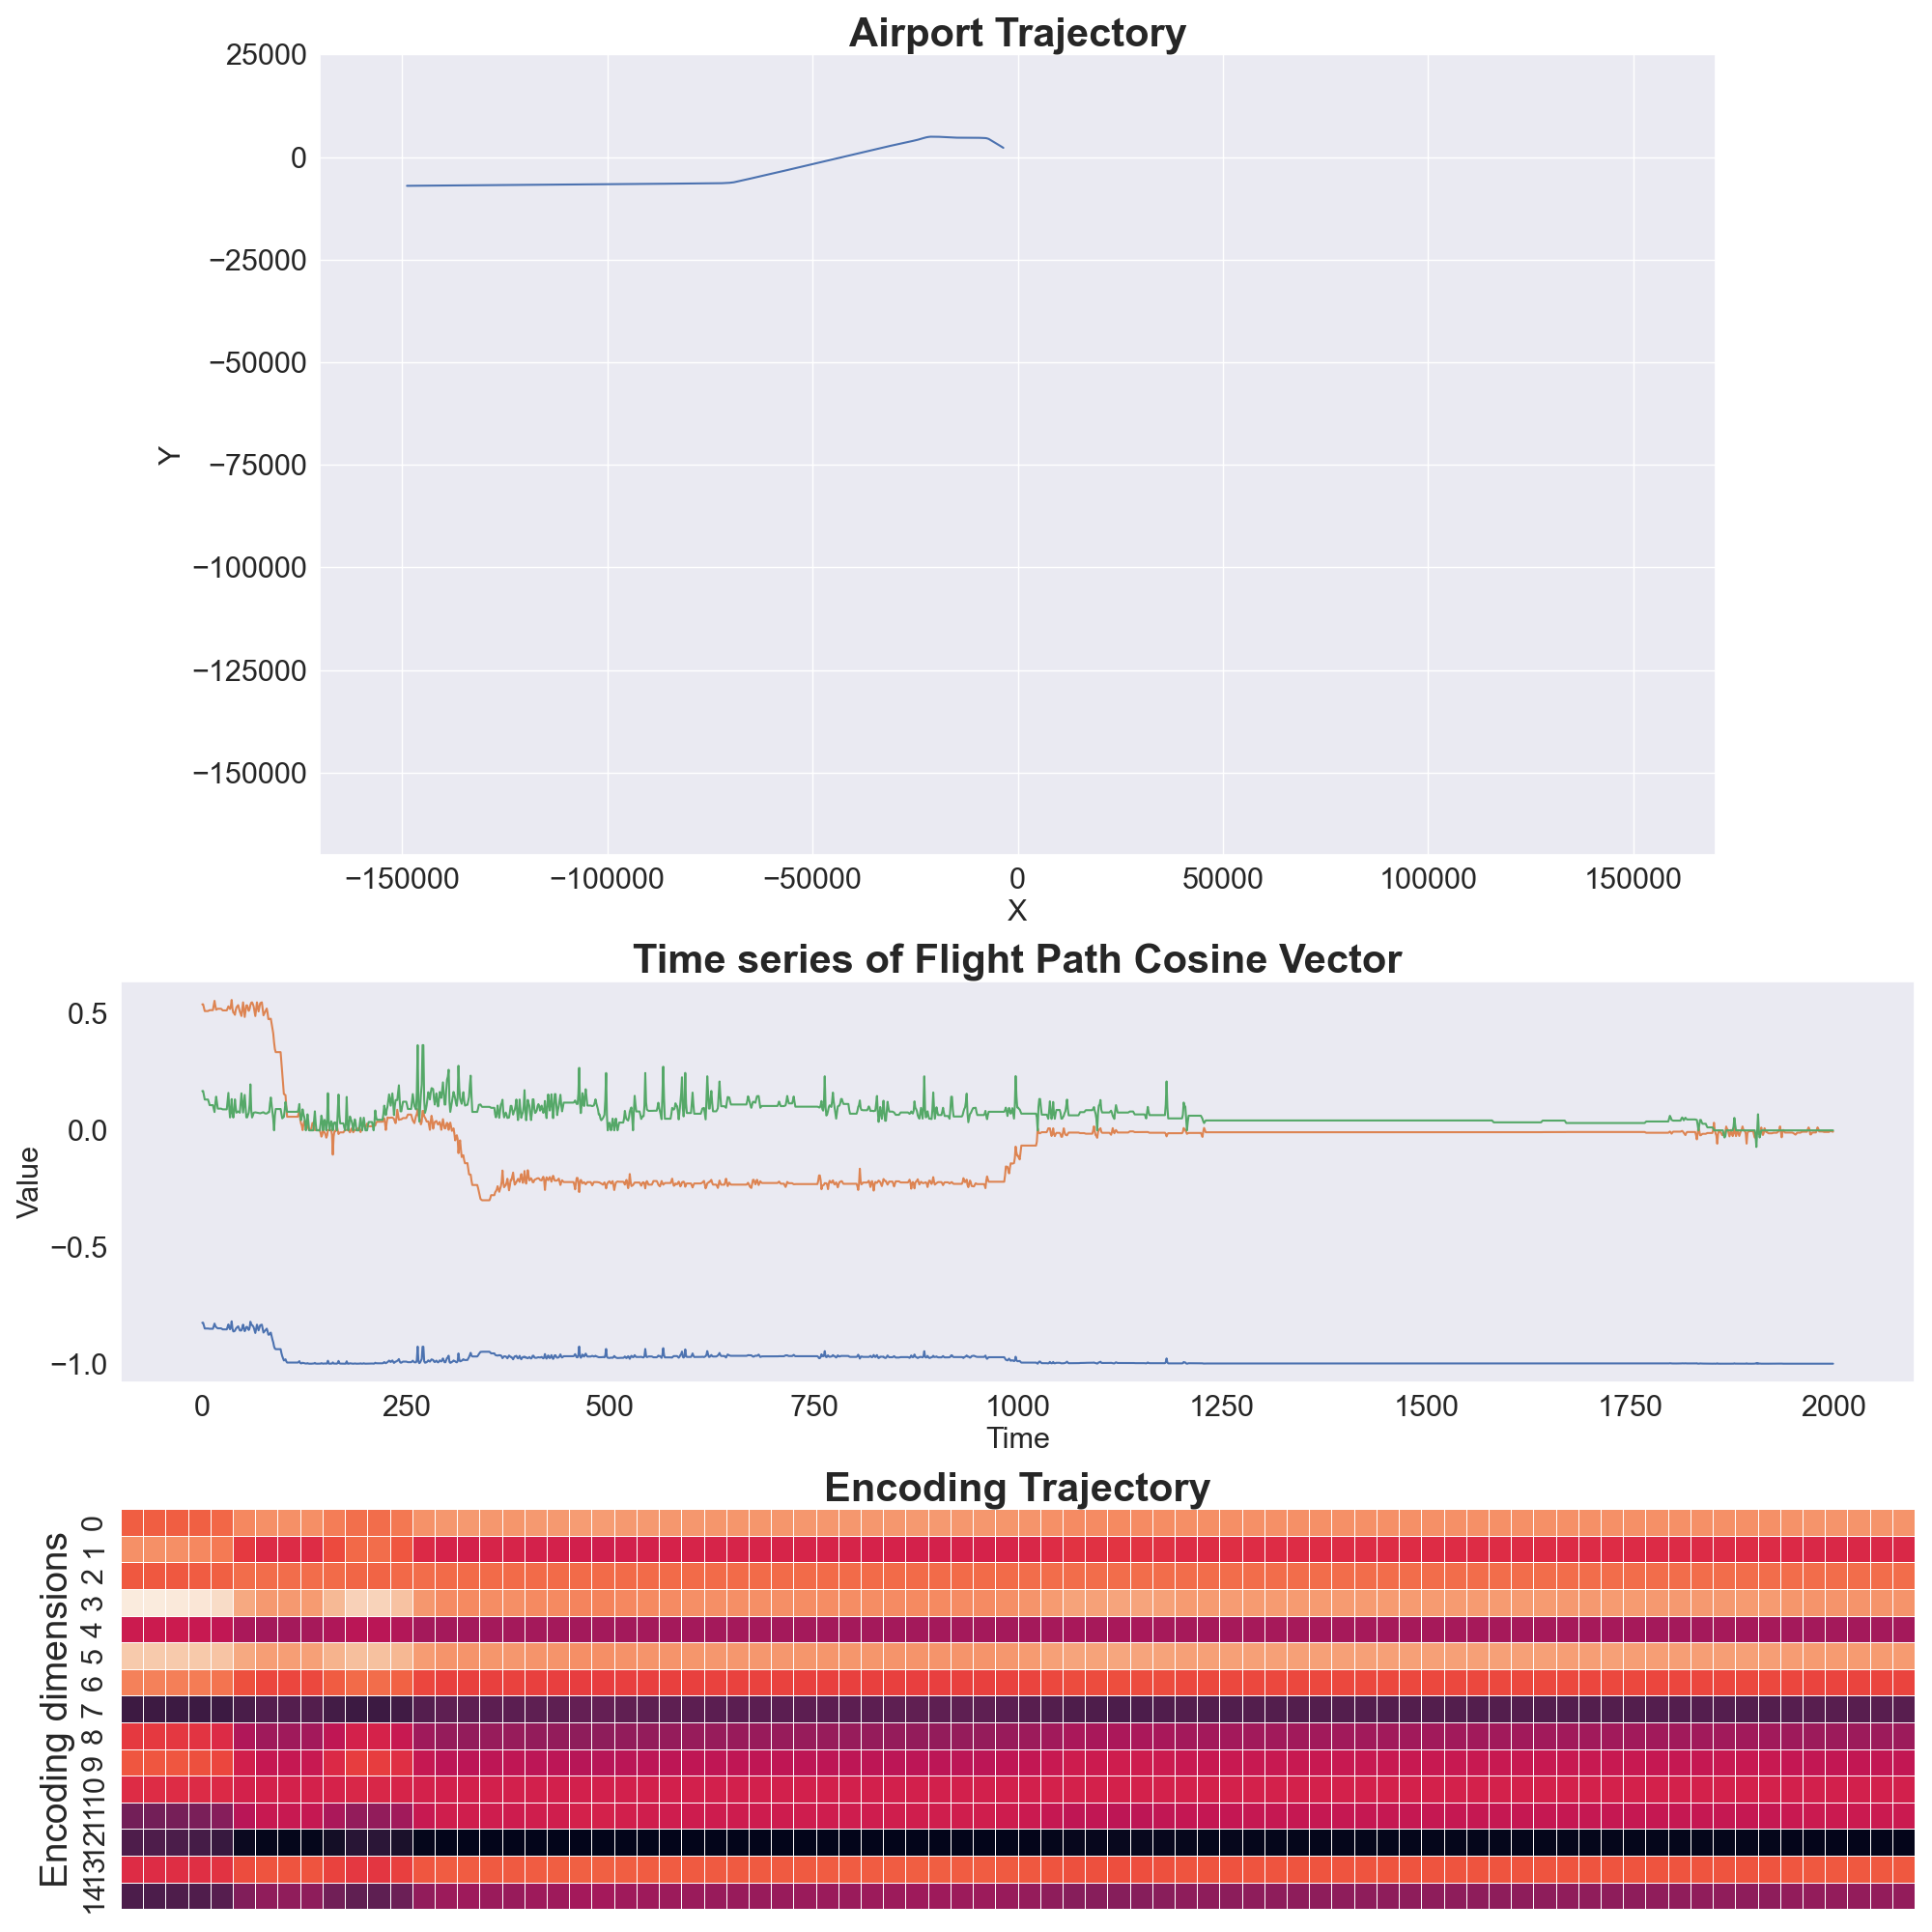 Airport Trajectory
25000
0
−25000
−50000
−75000
−100000
−125000
−150000
Y
−150000 −100000 −50000 0 50000 100000 150000
X
Time series of Flight Path Cosine Vector
0.5
0.0
−0.5
−1.0
Value
0 250 500 750 1000 1250 1500 1750 2000
Time
Encoding Trajectory
Encoding dimensions
0
1
2
3
4
5
6
7
8
9
10
11
12
13
14